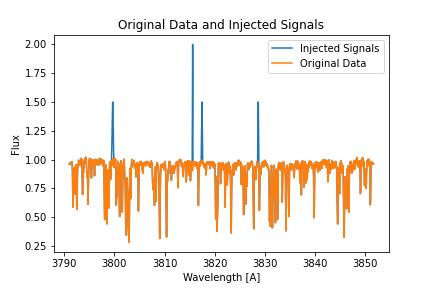 Original Data and Injected Signals
Injected Signals
Original Data
Flux
2.00
1.75
1.50
1.25
1.00
0.75
0.50
0.25
3790 3800 3810 3820 3830 3840 3850
Wavelength [A]